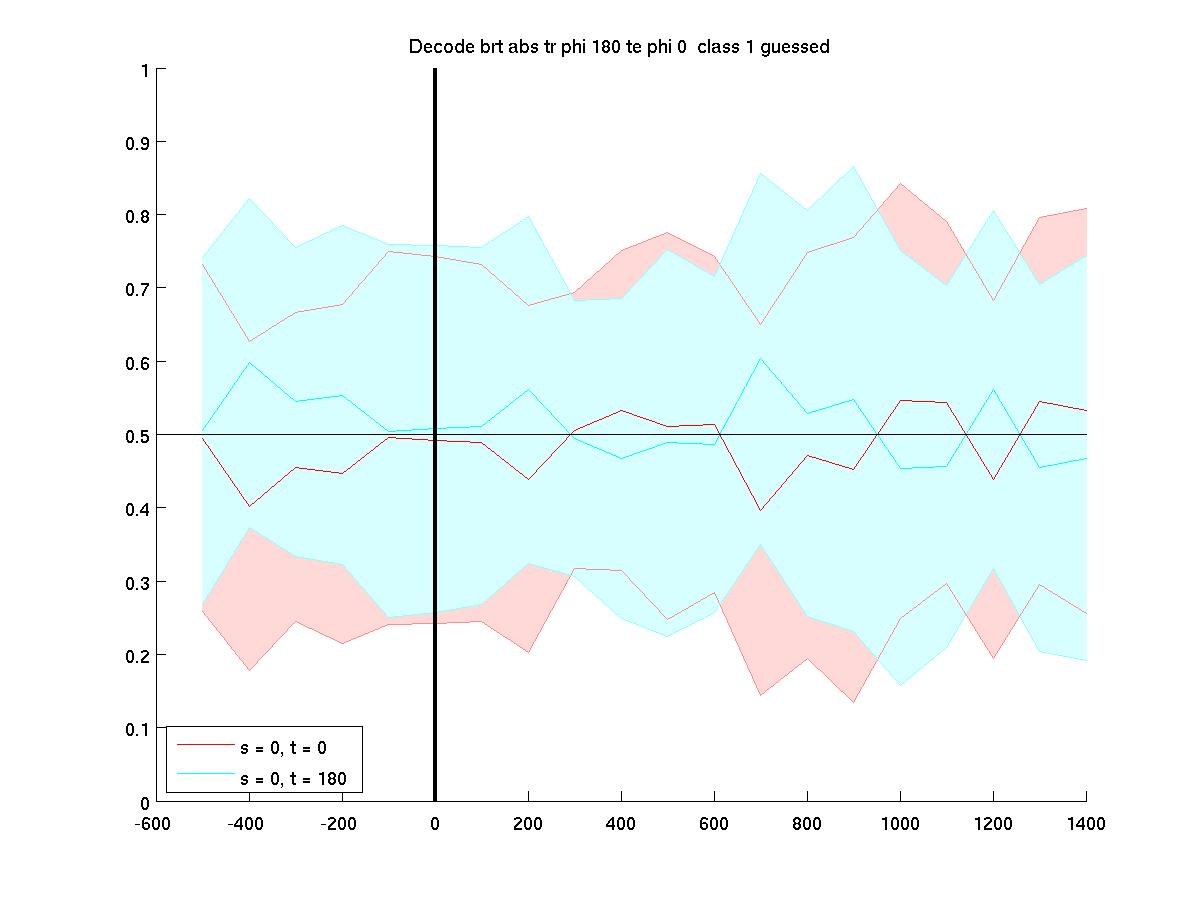 Decode brt abs tr phi 180 te phi 0 class 1 guessed
1
0.9
0.8
0.7
0.6
0.5
0.4
0.3
0.2
0.1
0
s = 0, t = 0
s = 0, t = 180
-600 -400 -200 0 200 400 600 800 1000 1200 1400